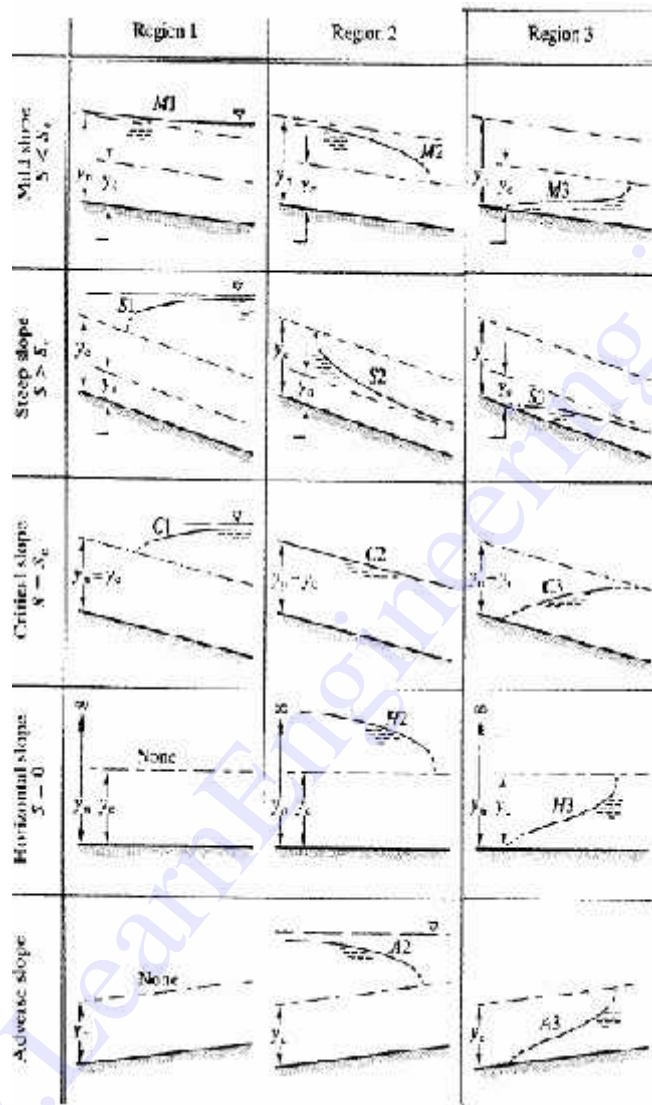 Region 1 Region 2 Region 3
Mild slope
S < Sc
M1
yn yc
M2
y yc
M3
y yc
Steep slope
S > Sc
S1
yc yn
S2
yc yn
S3
y yn
Critical slope
S = Sc
C1
yn = yc
C2
yn = yc
C3
yn = yc
Horizontal slope
S = 0
∞
None
yn yc
∞
H2
yn yc
∞
H3
yn yc
Adverse slope
None
yc
A2
yc
A3
yc
.LearnEngineering.